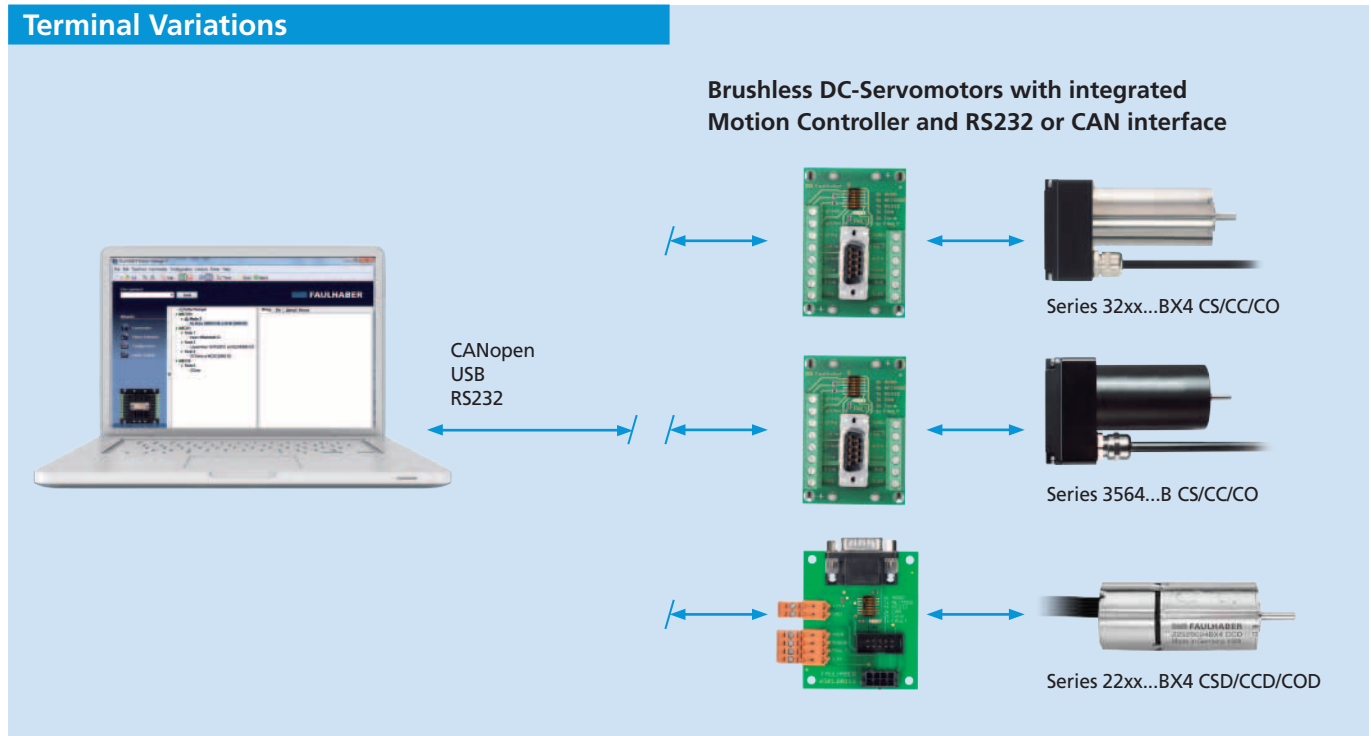 Terminal Variations
Brushless DC-Servomotors with integrated
Motion Controller and RS232 or CAN interface
CANopen
USB
RS232
FAULHABER
Series 32xx...BX4 CS/CC/CO
Series 3564...B CS/CC/CO
FAULHABER
Series 22xx...BX4 CSD/CCD/COD